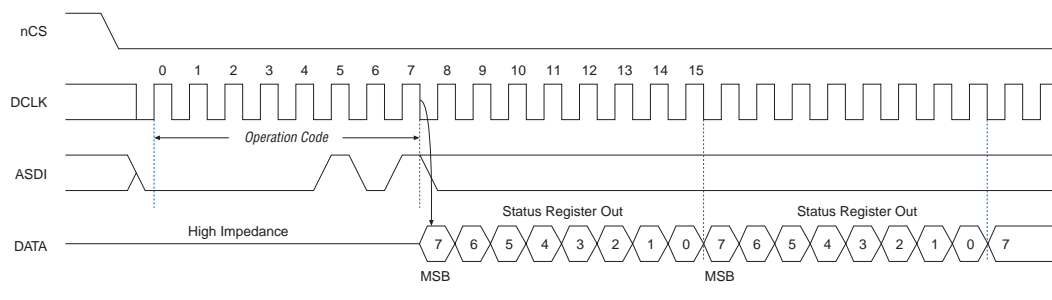 nCS
0 1 2 3 4 5 6 7 8 9 10 11 12 13 14 15
DCLK
Operation Code
ASDI
Status Register Out Status Register Out
High Impedance
DATA
7 6 5 4 3 2 1 0 7 6 5 4 3 2 1 0 7
MSB MSB